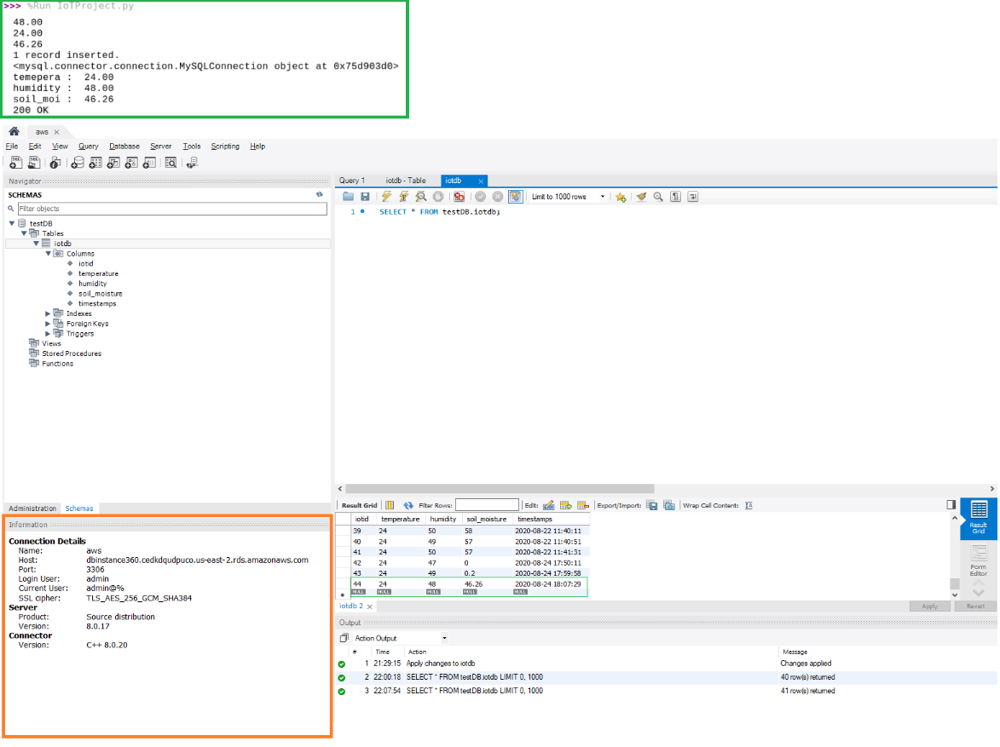 >>> %Run IoTProject.py
48.00
24.00
46.26
1 record inserted.
<mysql.connector.connection.MySQLConnection object at 0x75d903d0>
temepera :  24.00
humidity :  48.00
soil_moi :  46.26
200 OK
aws
File Edit View Query Database Server Tools Scripting Help
Navigator
SCHEMAS
Filter objects
testDB
Tables
iotdb
Columns
iotid
temperature
humidity
soil_moisture
timestamps
Indexes
Foreign Keys
Triggers
Views
Stored Procedures
Functions
Administration Schemas
Information
Connection Details
Name: aws
Host: dbinstance360.cedkdqudpuco.us-east-2.rds.amazonaws.com
Port: 3306
Login User: admin
Current User: admin@%
SSL cipher: TLS_AES_256_GCM_SHA384
Server
Product: Source distribution
Version: 8.0.17
Connector
Version: C++ 8.0.20
Query 1 iotdb - Table iotdb
Limit to 1000 rows
1 SELECT * FROM testDB.iotdb;
Result Grid Filter Rows: Edit: Export/Import: Wrap Cell Content:
iotid temperature humidity soil_moisture timestamps
39 24 50 58 2020-08-22 11:40:11
40 24 49 57 2020-08-22 11:40:51
41 24 50 57 2020-08-22 11:41:31
42 24 47 0 2020-08-24 17:50:11
43 24 49 0.2 2020-08-24 17:59:58
44 24 48 46.26 2020-08-24 18:07:29
NULL NULL NULL NULL NULL
Result
Grid
Form
Editor
iotdb 2 Apply Revert
Output
Action Output
# Time Action Message
1 21:29:15 Apply changes to iotdb Changes applied
2 22:00:18 SELECT * FROM testDB.iotdb LIMIT 0, 1000 40 row(s) returned
3 22:07:54 SELECT * FROM testDB.iotdb LIMIT 0, 1000 41 row(s) returned